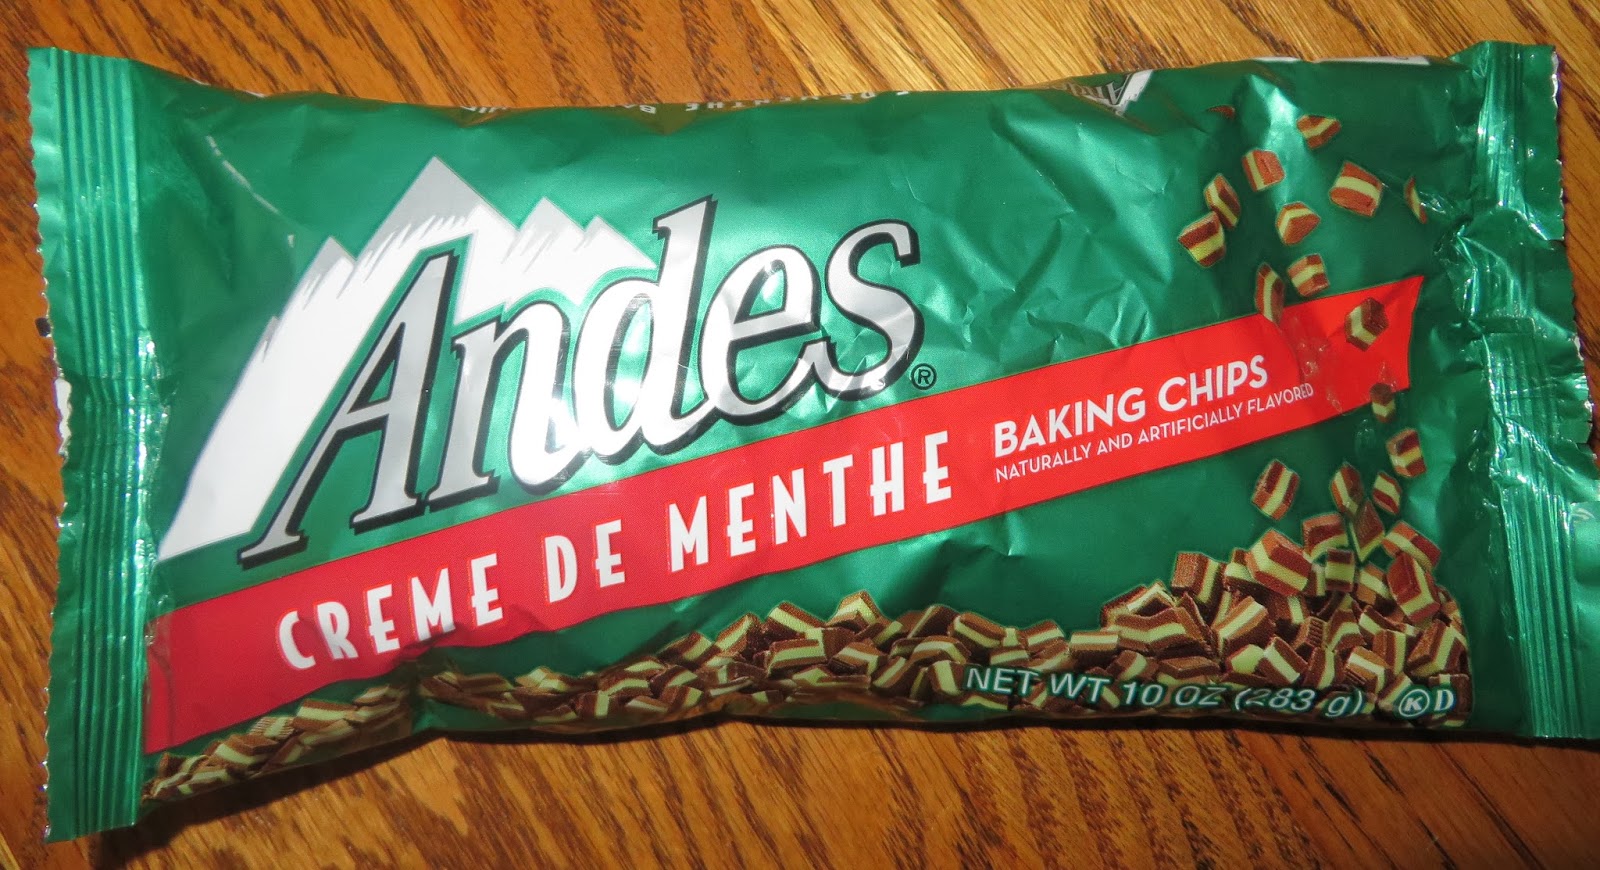 Andes®
CREME DE MENTHE
BAKING CHIPS
NATURALLY AND ARTIFICIALLY FLAVORED
NET WT 10 OZ (283 g)
K D